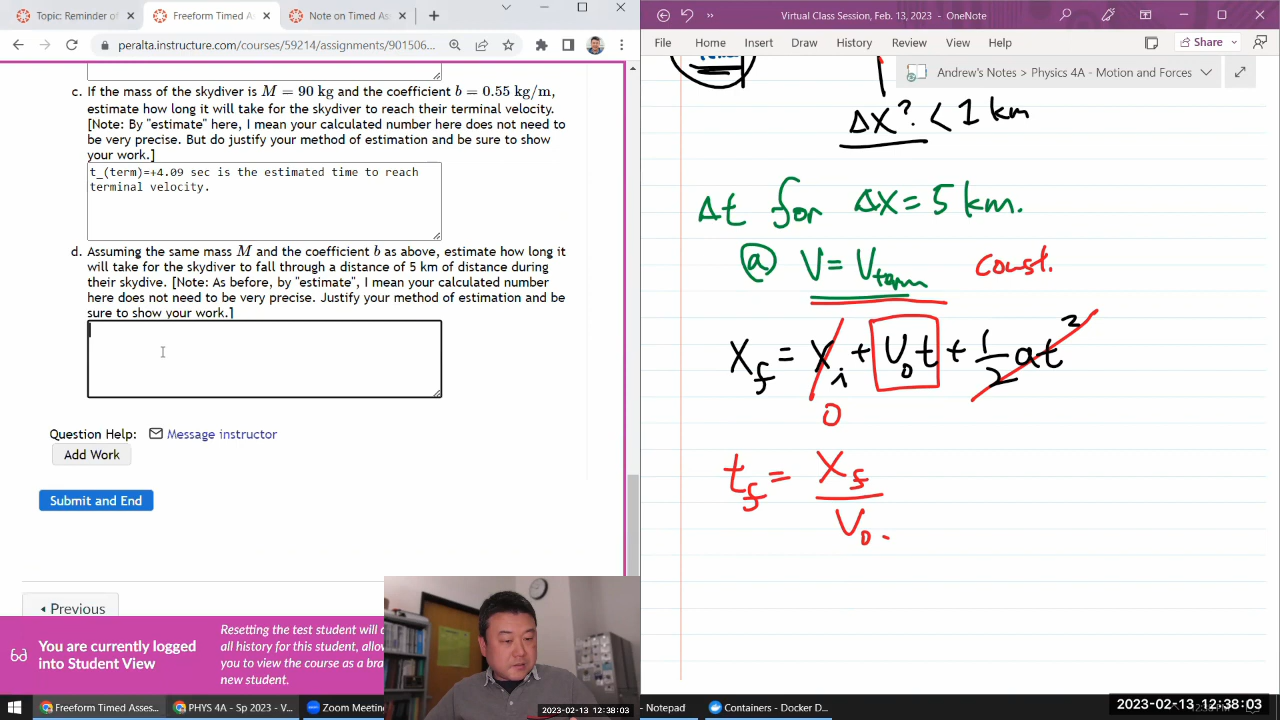 Topic: Reminder of
Freeform Timed A
Note on Timed Ass
Virtual Class Session, Feb. 13, 2023 - OneNote
peralta.instructure.com/courses/59214/assignments/901506...
File Home Insert Draw History Review View Help Share
Andrew's Notes > Physics 4A -
c. If the mass of the skydiver is M = 90 kg and the coefficient b = 0.55 kg/m,
estimate how long it will take for the skydiver to reach their terminal velocity.
[Note: By "estimate" here, I mean your calculated number here does not need to
be very precise. But do justify your method of estimation and be sure to show
your work.]
t_(term)=+4.09 sec is the estimated time to reach
terminal velocity.
d. Assuming the same mass M and the coefficient b as above, estimate how long it
will take for the skydiver to fall through a distance of 5 km of distance during
their skydive. [Note: As before, by "estimate", I mean your calculated number
here does not need to be very precise. Justify your method of estimation and be
sure to show your work.]
Question Help: Message instructor
Add Work
Submit and End
◂ Previous
You are currently logged
into Student View
Resetting the test student will
all history for this student, allo
you to view the course as a bra
new student.
Δx? < 1 km
Δt for Δx = 5 km.
@ V = Vterm const.
Xf = Xi + V0t + 1/2 at²
0
tf = Xf / V0.
Freeform Timed Asses...
PHYS 4A - Sp 2023 - V...
Zoom Meeting
2023-02-13 12:38:03
- Notepad
Containers - Docker D...
2023-02-13 12:38:03